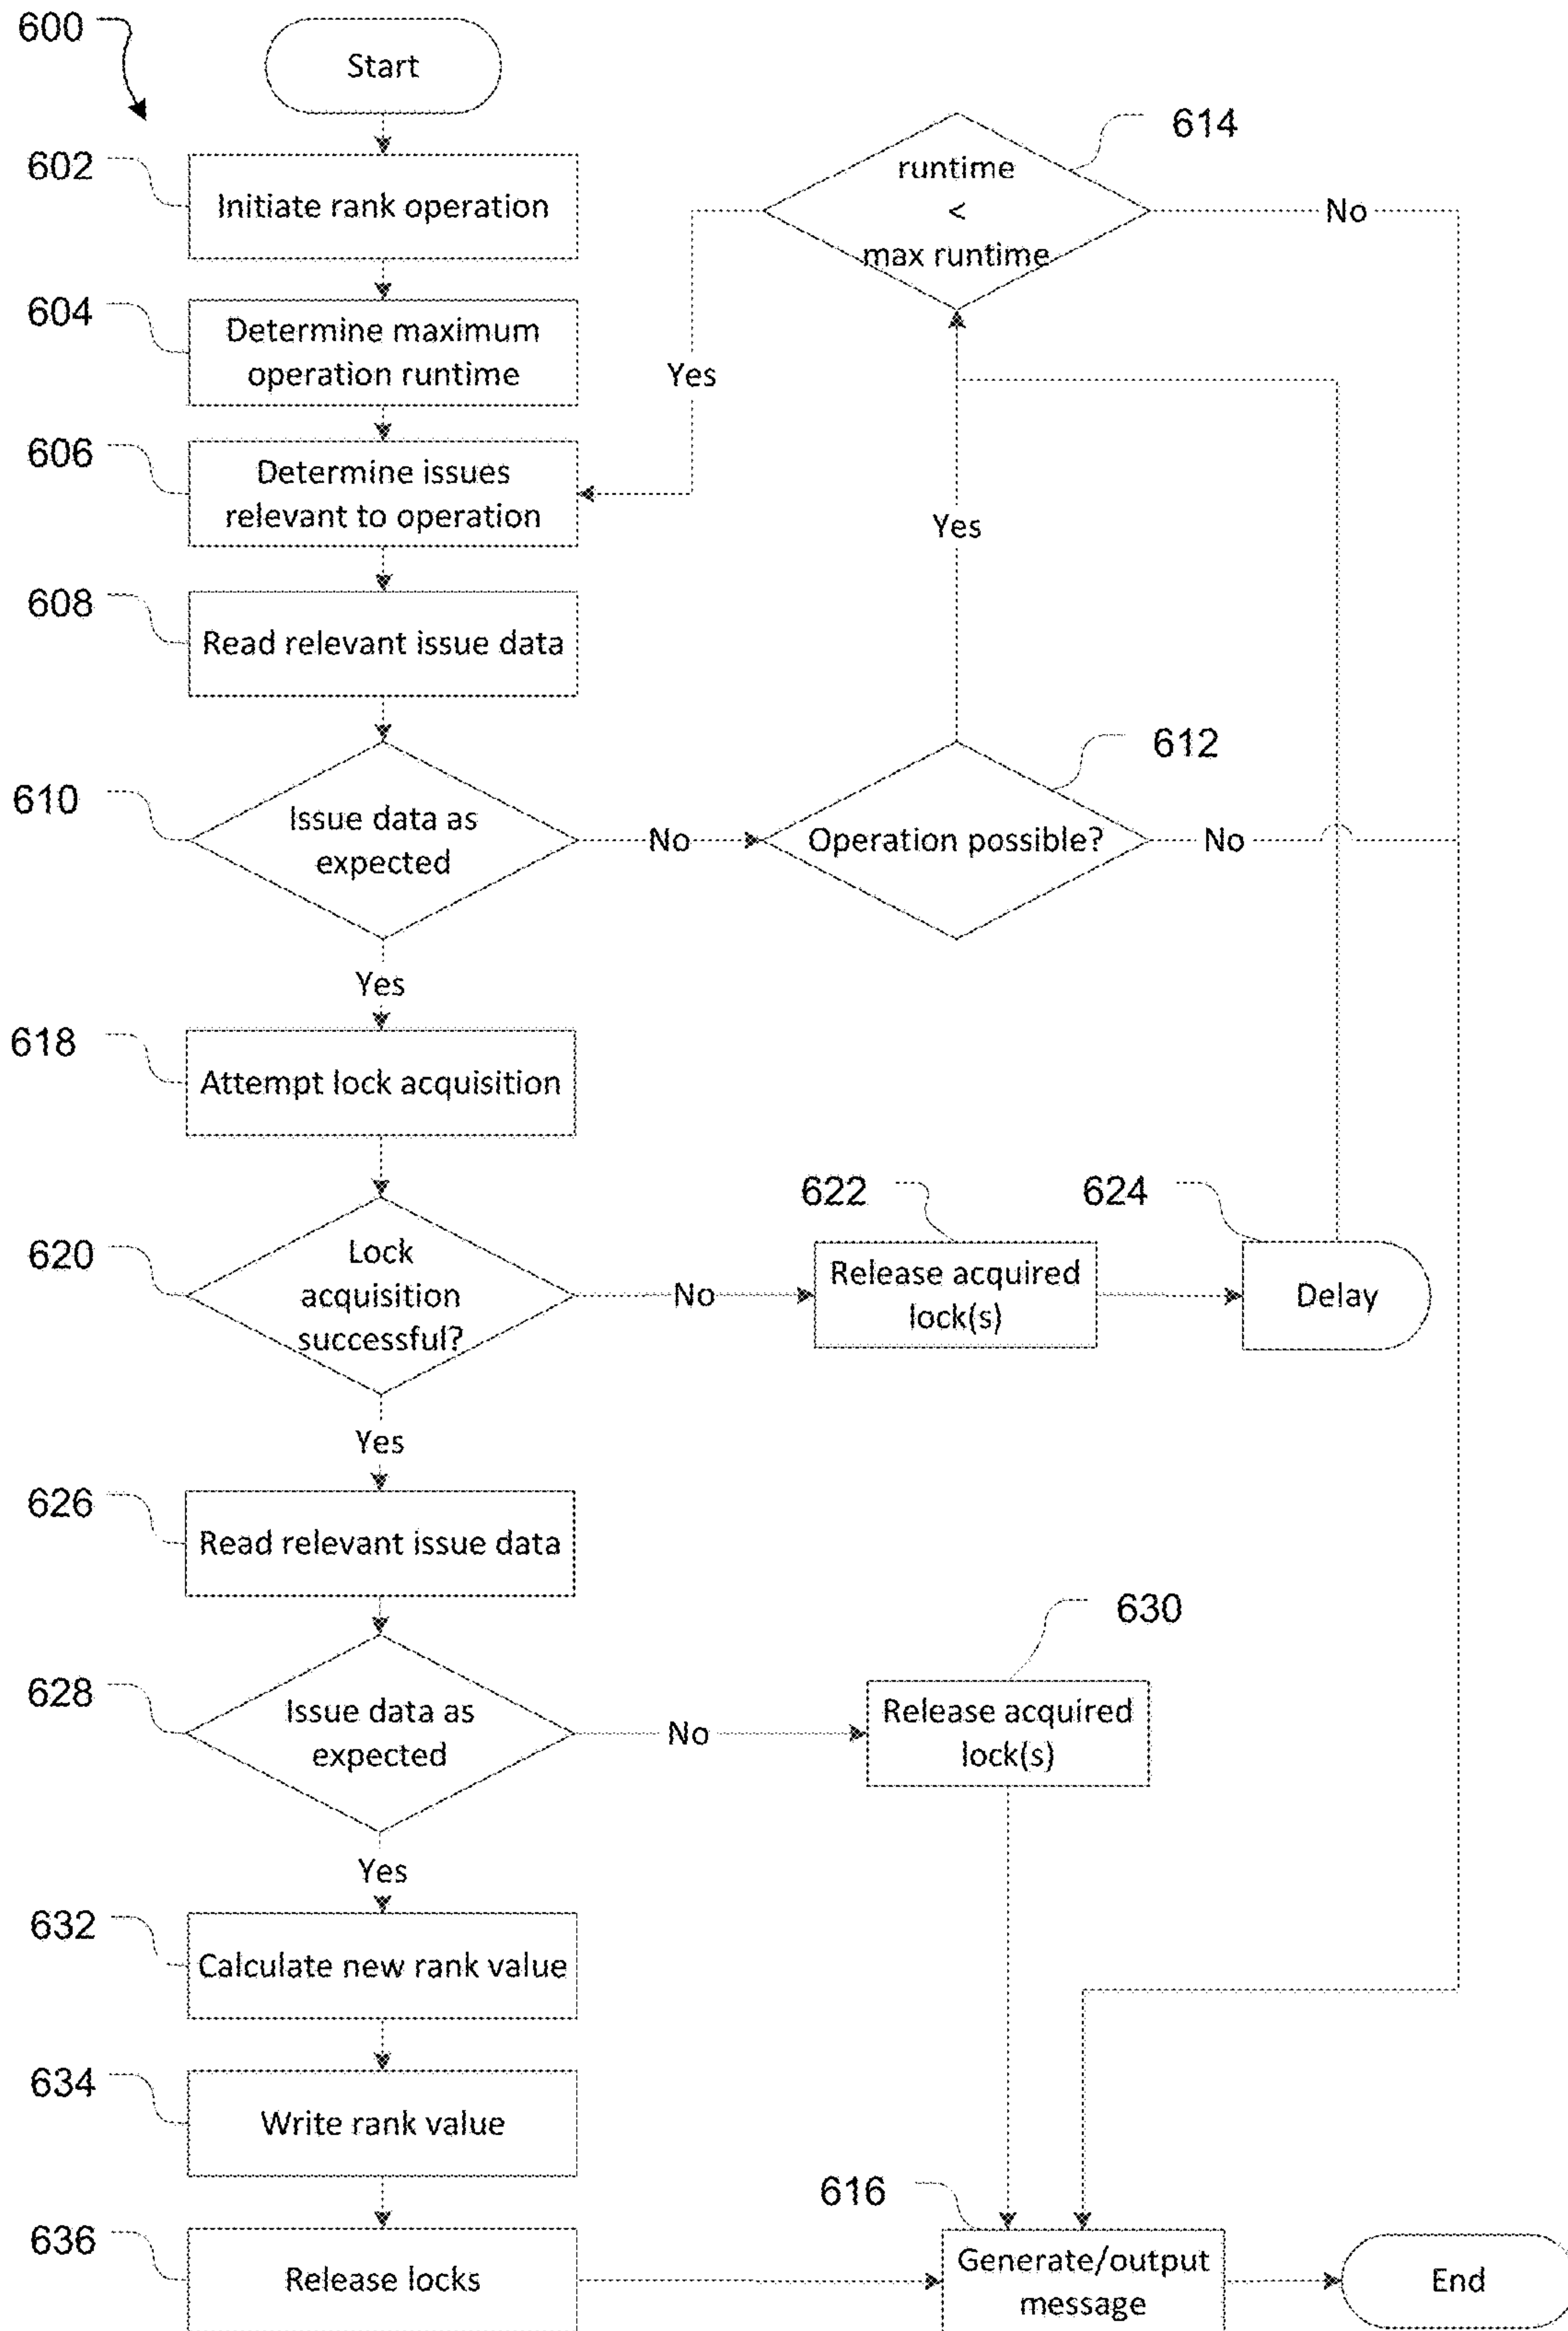 600
Start
602
Initiate rank operation
614
runtime
<
max runtime
No
604
Determine maximum
operation runtime
Yes
606
Determine issues
relevant to operation
Yes
608
Read relevant issue data
610
Issue data as
expected
No
612
Operation possible?
No
Yes
618
Attempt lock acquisition
620
Lock
acquisition
successful?
No
622
Release acquired
lock(s)
624
Delay
Yes
626
Read relevant issue data
628
Issue data as
expected
No
630
Release acquired
lock(s)
Yes
632
Calculate new rank value
634
Write rank value
636
Release locks
616
Generate/output
message
End